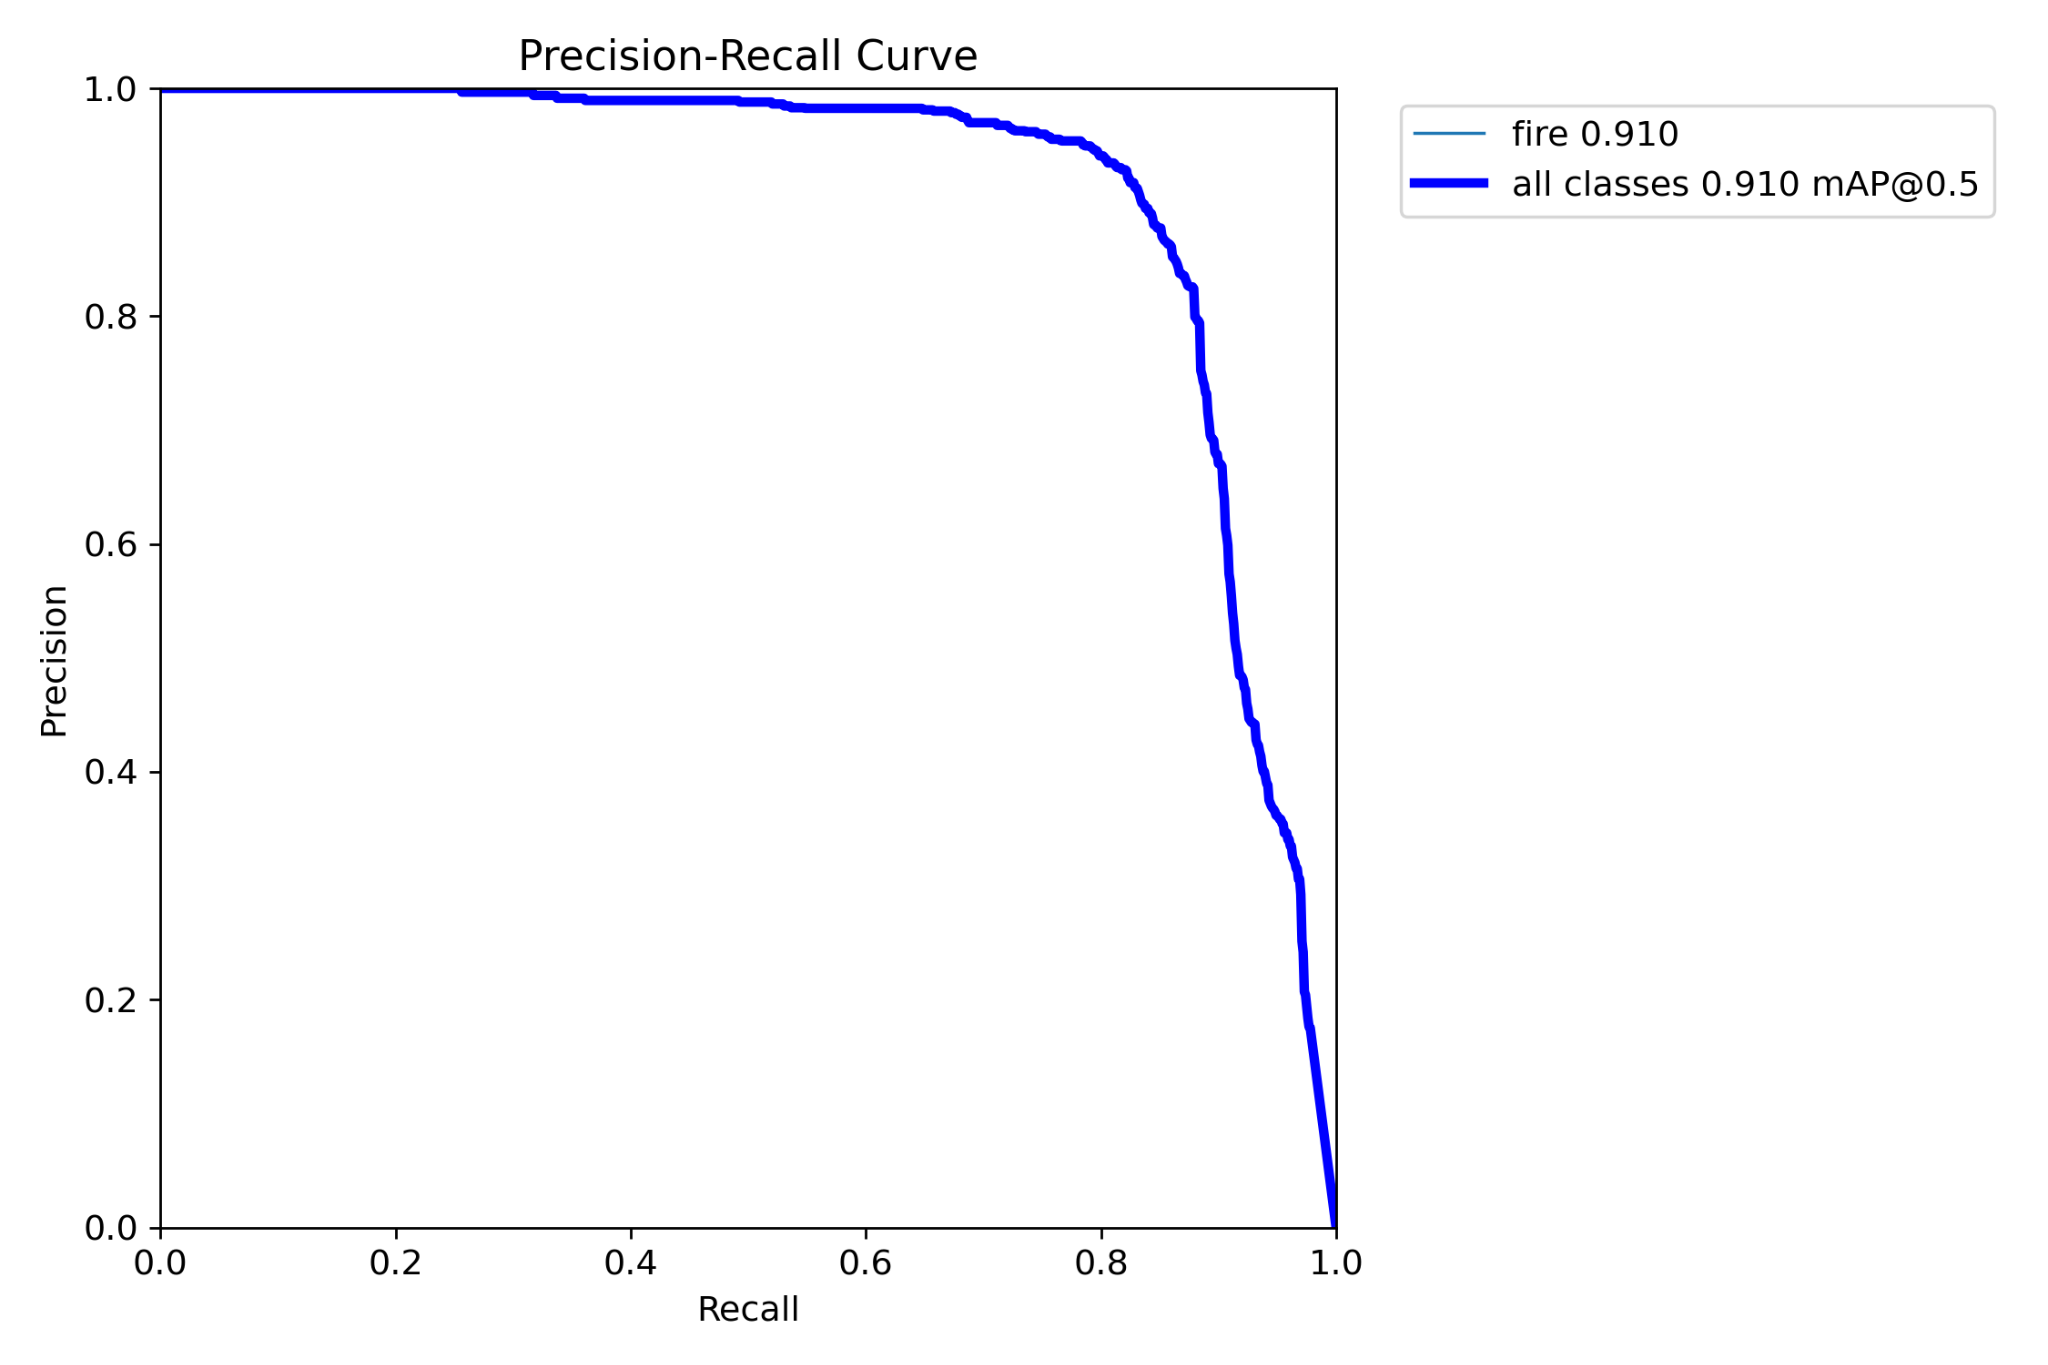 Precision-Recall Curve
fire 0.910
all classes 0.910 mAP@0.5
1.0
0.8
0.6
0.4
0.2
0.0
Precision
0.0 0.2 0.4 0.6 0.8 1.0
Recall